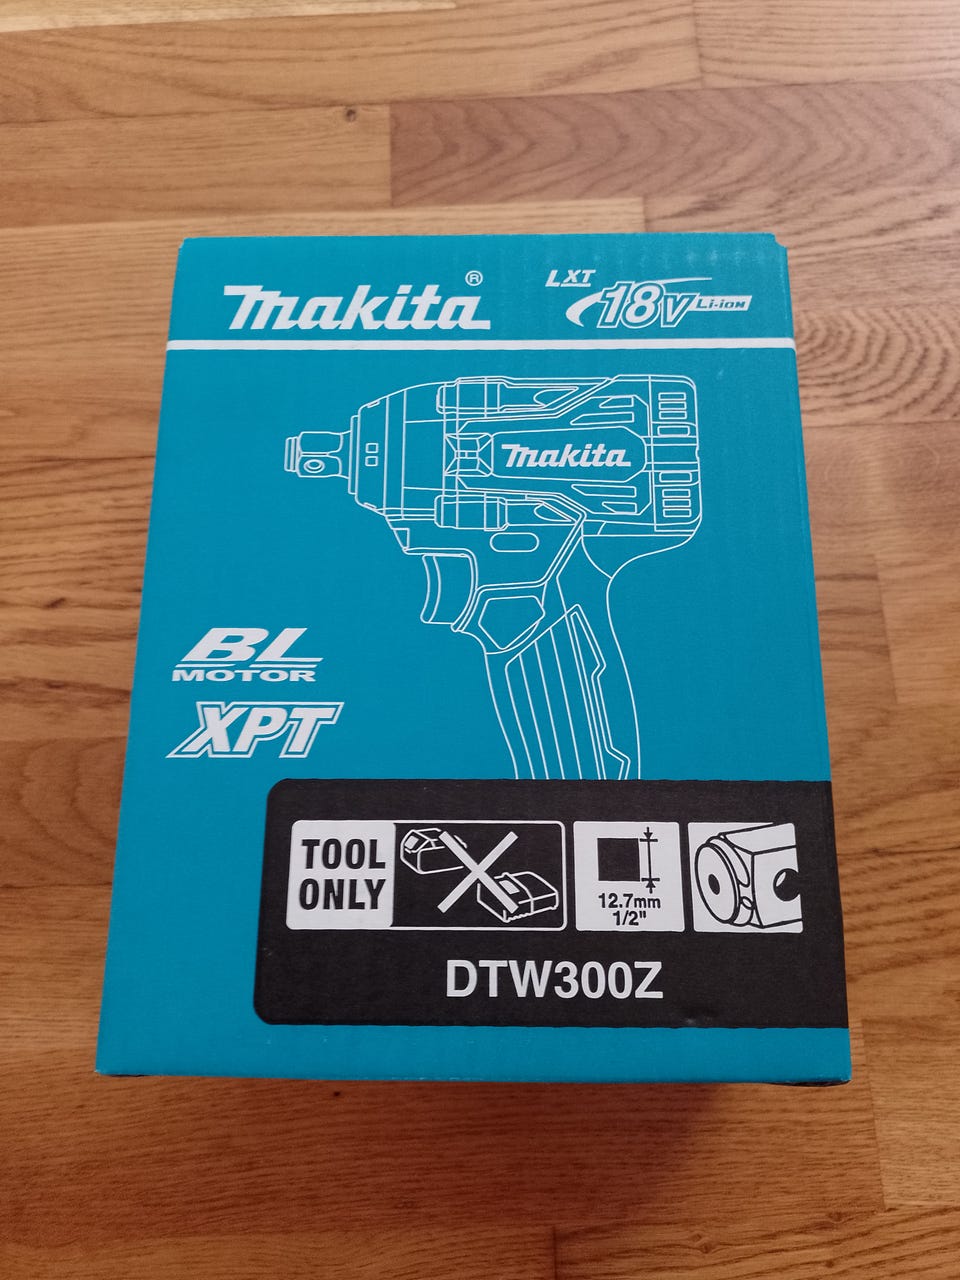 makita®
LXT
18V Li-ion
makita
BL
MOTOR
XPT
TOOL
ONLY
12.7mm
1/2"
DTW300Z